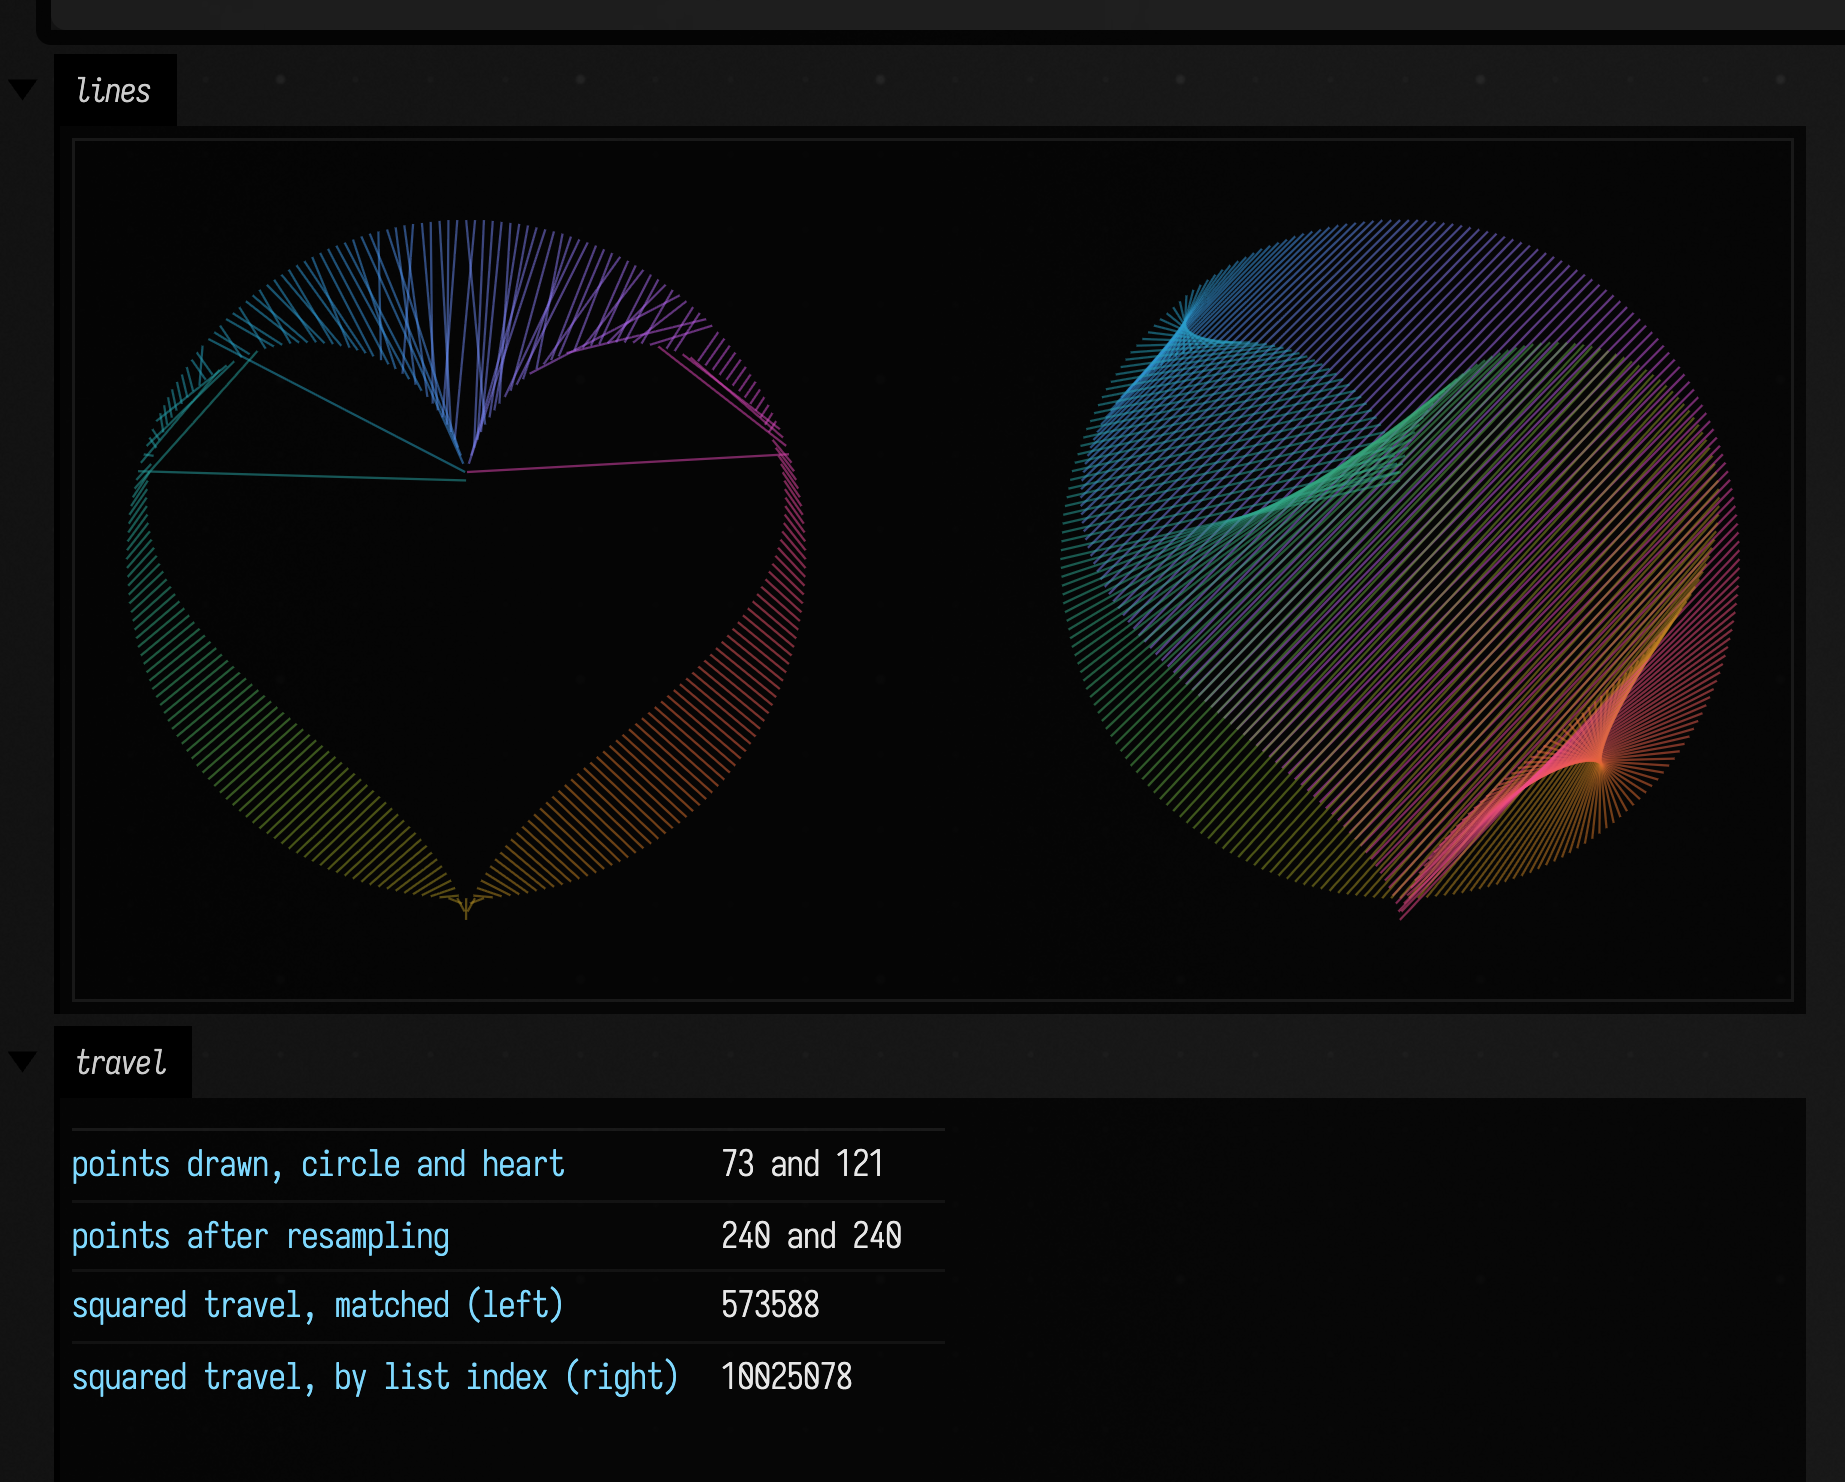 lines
travel
points drawn, circle and heart 73 and 121
points after resampling 240 and 240
squared travel, matched (left) 573588
squared travel, by list index (right) 10025078